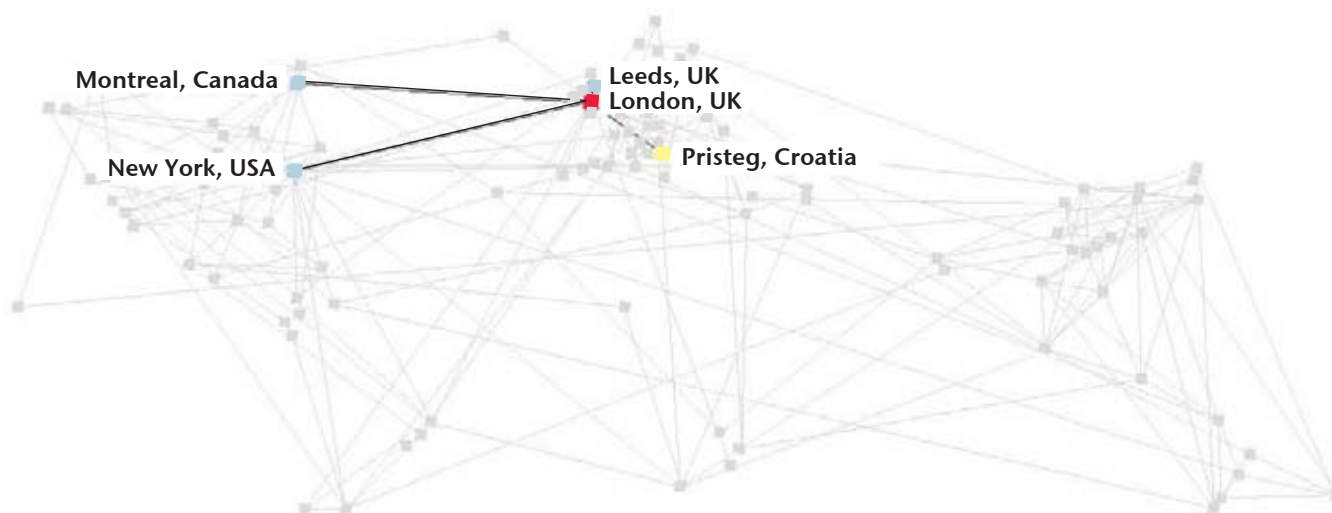 Montreal, Canada
Leeds, UK
London, UK
Pristeg, Croatia
New York, USA